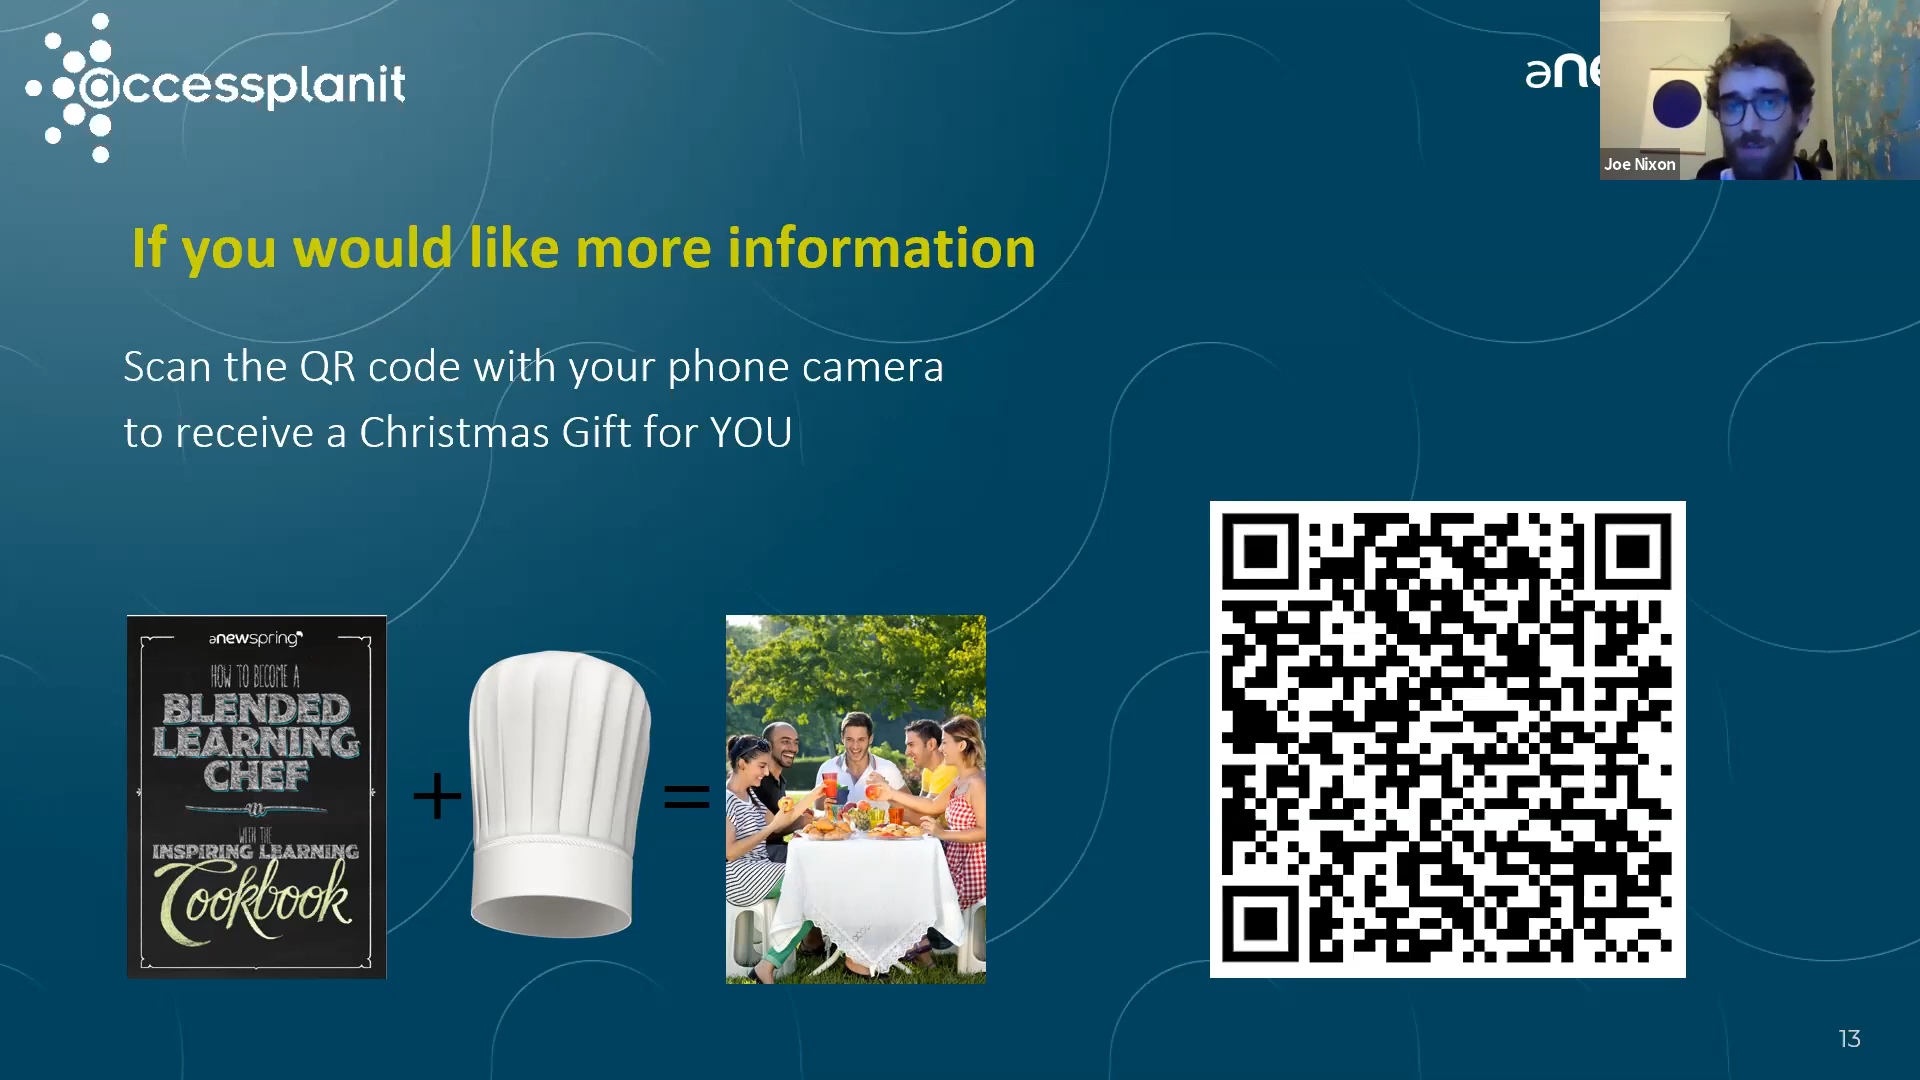 accessplanit
ane
Joe Nixon
If you would like more information
Scan the QR code with your phone camera
to receive a Christmas Gift for YOU
anewspring
HOW TO BECOME A
BLENDED
LEARNING
CHEF
WITH THE
INSPIRING LEARNING
Cookbook
13